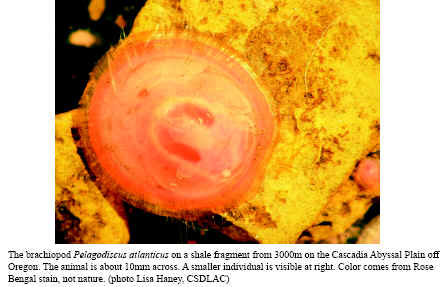 The brachiopod Pelagodiscus atlanticus on a shale fragment from 3000m on the Cascadia Abyssal Plain off
Oregon. The animal is about 10mm across. A smaller individual is visible at right. Color comes from Rose
Bengal stain, not nature. (photo Lisa Haney, CSDLAC)